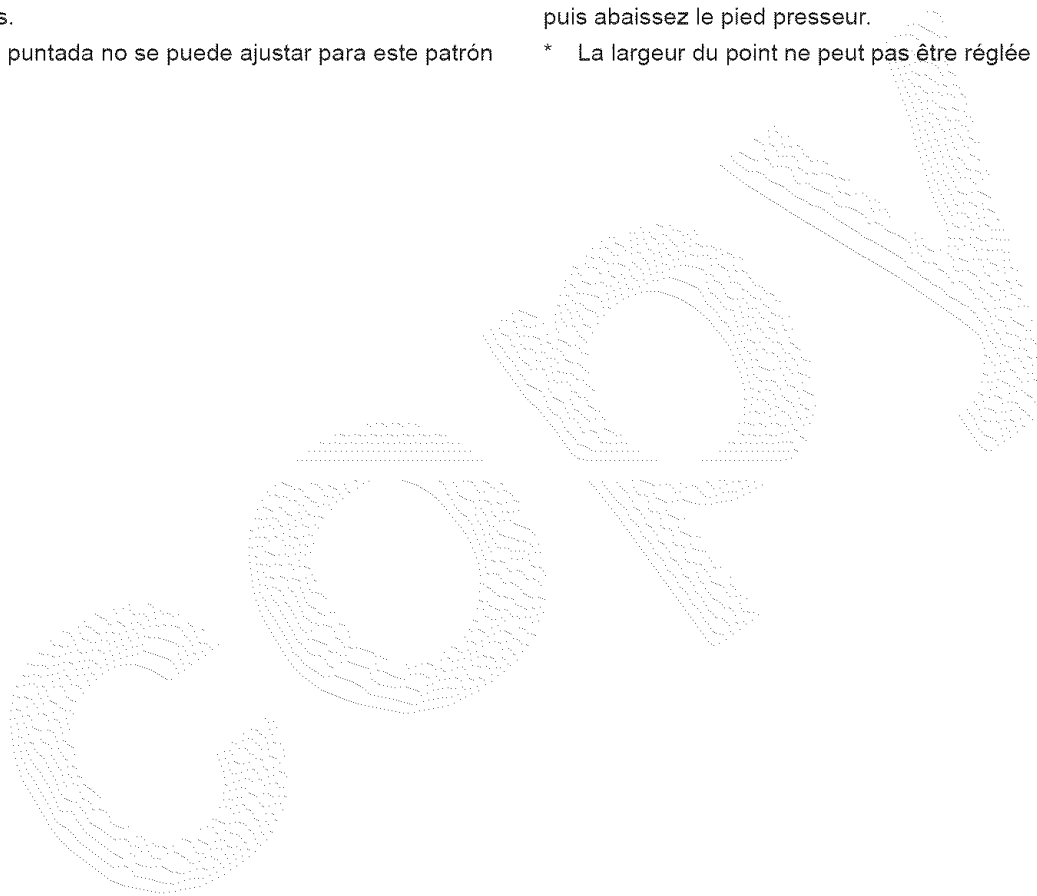 s.
puntada no se puede ajustar para este patrón
puis abaissez le pied presseur.
* La largeur du point ne peut pas être réglée
copy